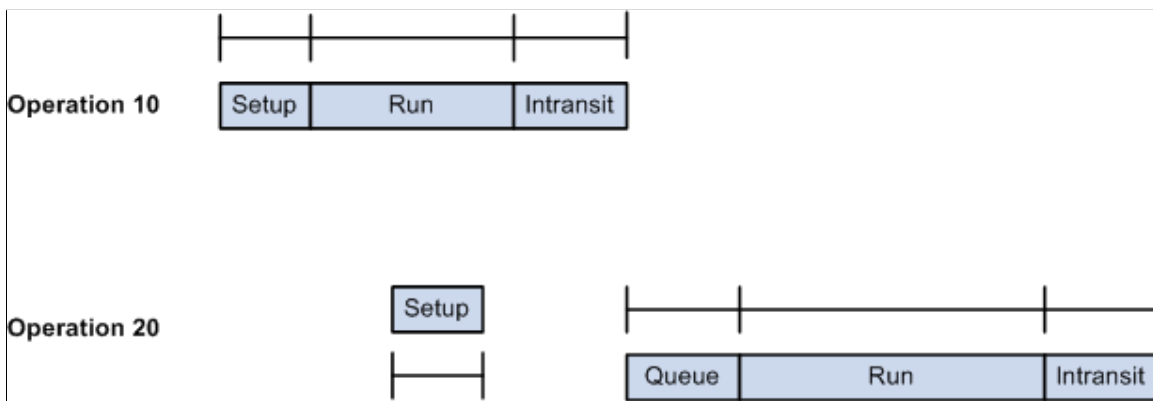 Operation 10
Setup
Run
Intransit
Operation 20
Setup
Queue
Run
Intransit